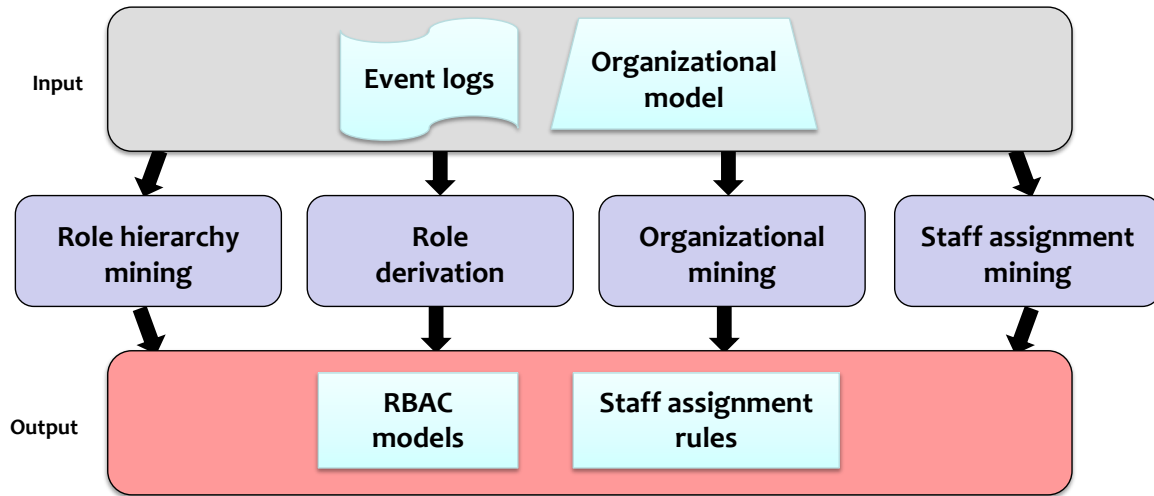 Input
Event logs
Organizational
model
Role hierarchy
mining
Role
derivation
Organizational
mining
Staff assignment
mining
Output
RBAC
models
Staff assignment
rules